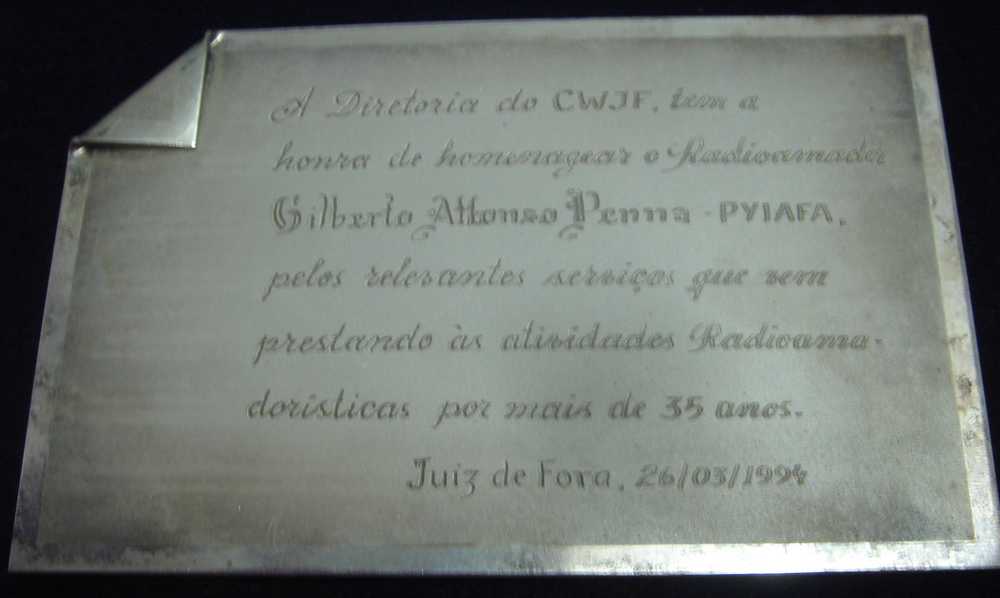 A Diretoria do CWJF, tem a
honra de homenagear o Radioamador
Gilberto Affonso Penna - PY1AFA,
pelos relevantes serviços que vem
prestando às atividades Radioama-
dorísticas por mais de 35 anos.
Juiz de Fora, 26/03/1994